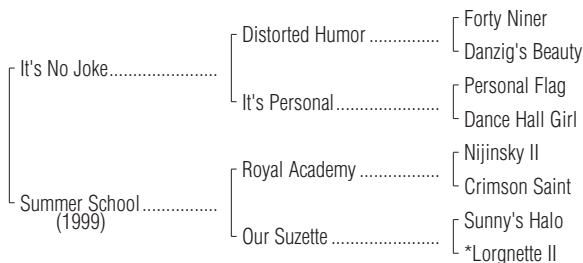 Forty Niner
Distorted Humor ................
Danzig's Beauty
It's No Joke.......................
Personal Flag
It's Personal........................
Dance Hall Girl
Nijinsky II
Royal Academy .................
Crimson Saint
Summer School................
(1999)
Sunny's Halo
Our Suzette .......................
*Lorgnette II